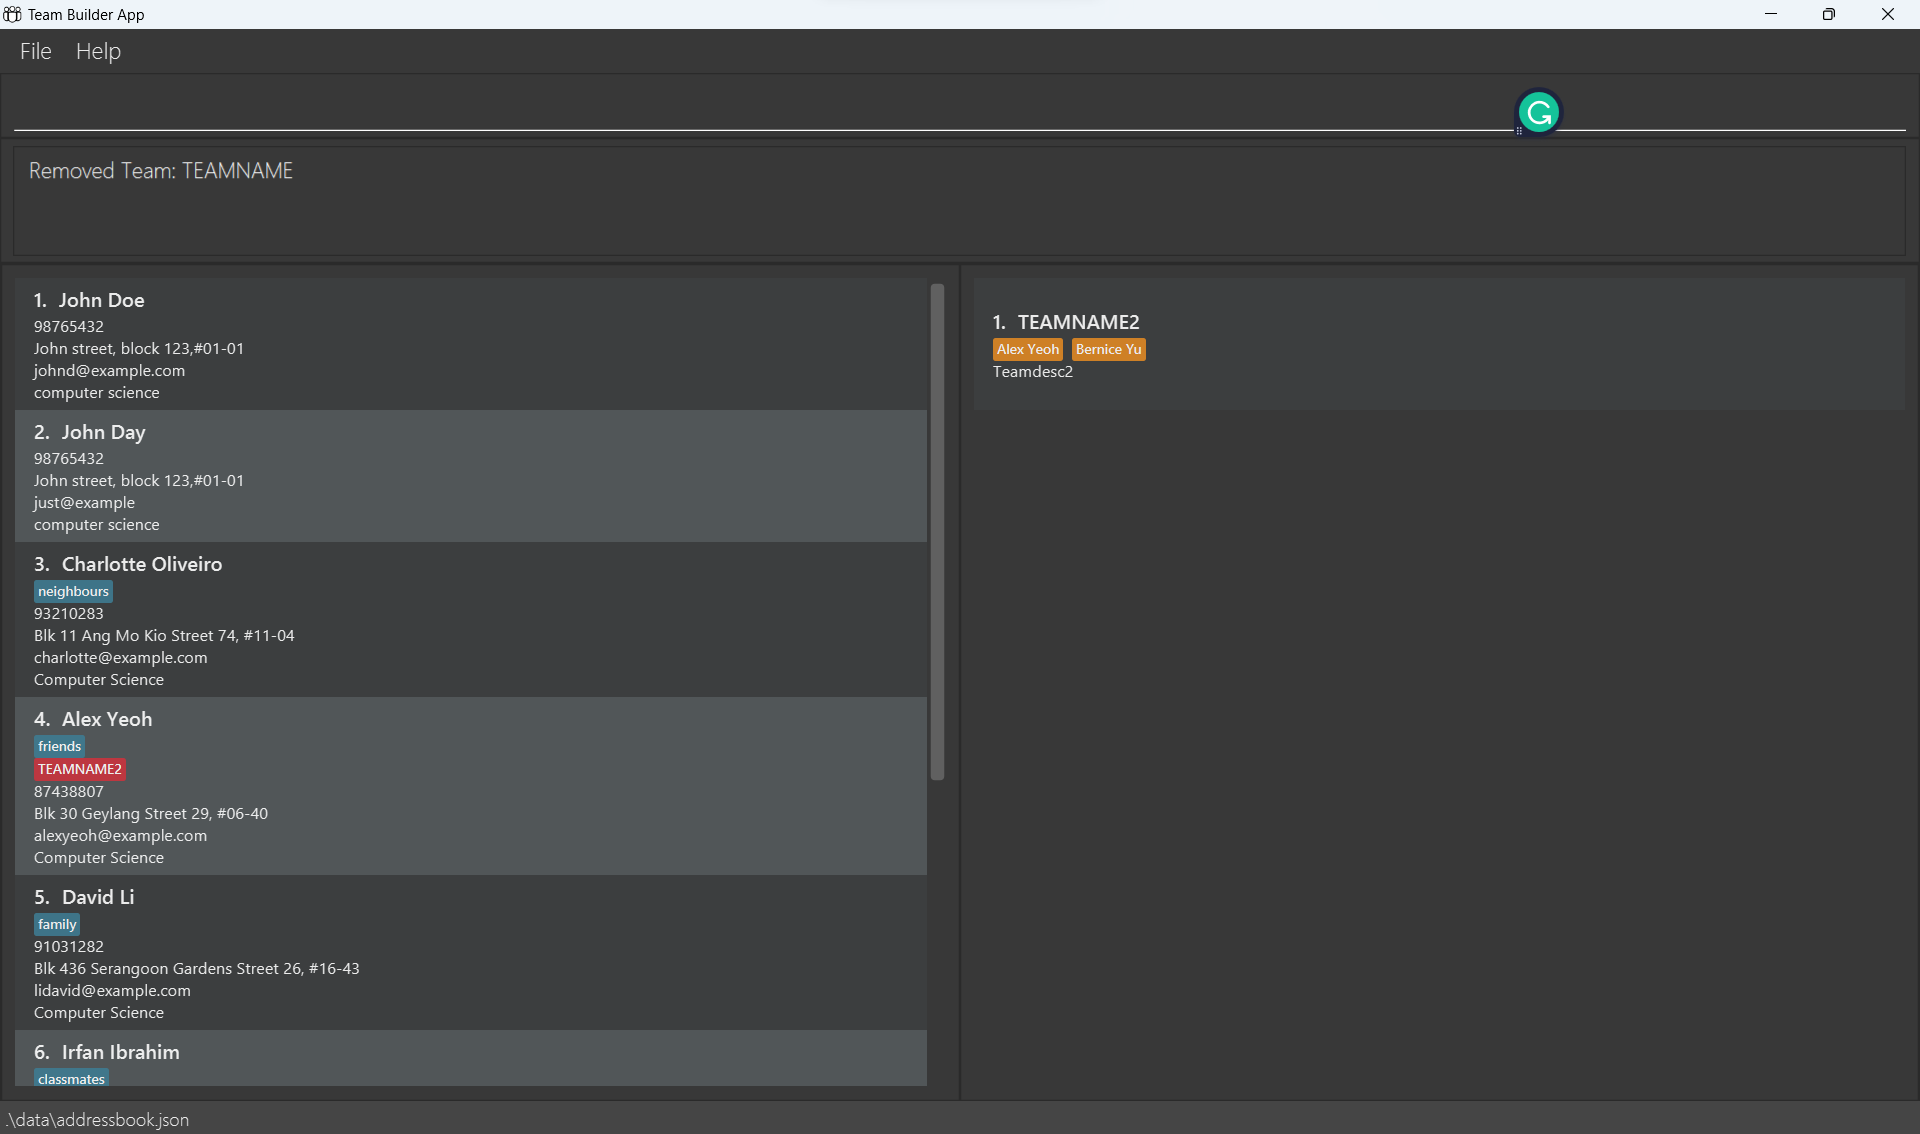 Team Builder App
File Help
Removed Team: TEAMNAME
1. John Doe
98765432
John street, block 123,#01-01
johnd@example.com
computer science
2. John Day
98765432
John street, block 123,#01-01
just@example
computer science
3. Charlotte Oliveiro
neighbours
93210283
Blk 11 Ang Mo Kio Street 74, #11-04
charlotte@example.com
Computer Science
4. Alex Yeoh
friends
TEAMNAME2
87438807
Blk 30 Geylang Street 29, #06-40
alexyeoh@example.com
Computer Science
5. David Li
family
91031282
Blk 436 Serangoon Gardens Street 26, #16-43
lidavid@example.com
Computer Science
6. Irfan Ibrahim
classmates
1. TEAMNAME2
Alex Yeoh Bernice Yu
Teamdesc2
.\data\addressbook.json